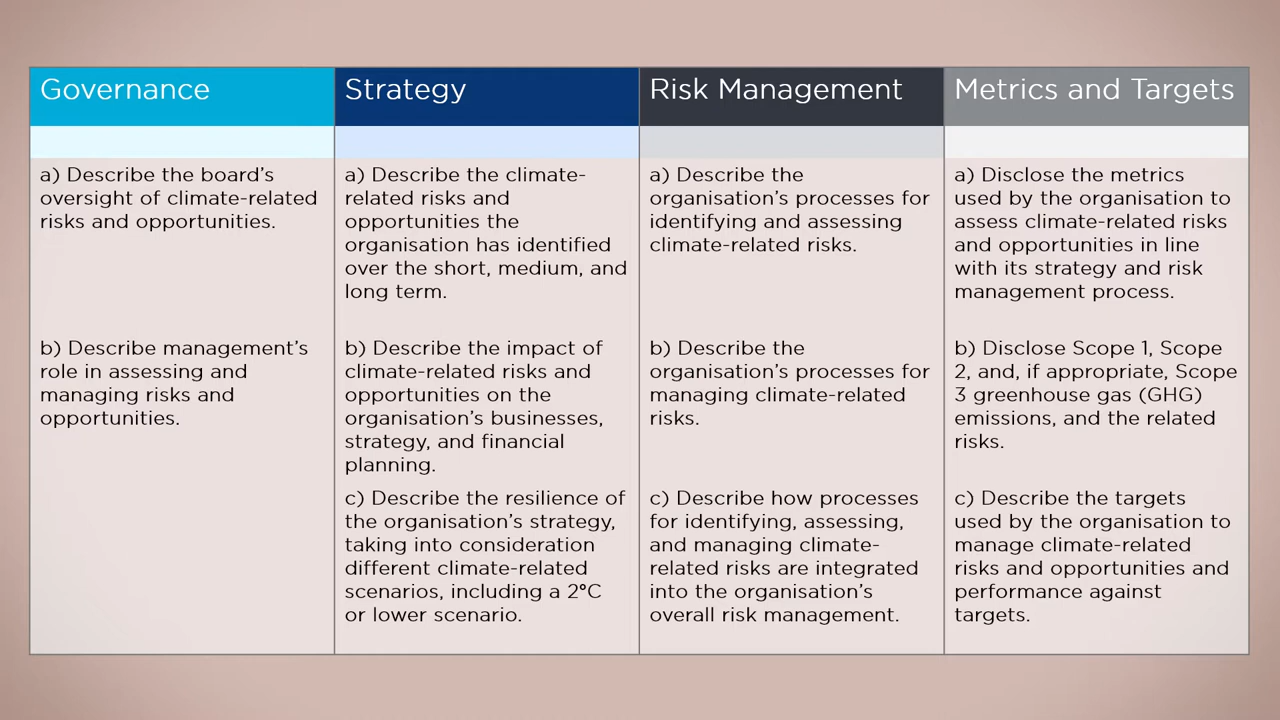 Governance
Strategy
Risk Management
Metrics and Targets
a) Describe the board’s
oversight of climate-related
risks and opportunities.
a) Describe the climate-
related risks and
opportunities the
organisation has identified
over the short, medium, and
long term.
a) Describe the
organisation’s processes for
identifying and assessing
climate-related risks.
a) Disclose the metrics
used by the organisation to
assess climate-related risks
and opportunities in line
with its strategy and risk
management process.
b) Describe management’s
role in assessing and
managing risks and
opportunities.
b) Describe the impact of
climate-related risks and
opportunities on the
organisation’s businesses,
strategy, and financial
planning.
b) Describe the
organisation’s processes for
managing climate-related
risks.
b) Disclose Scope 1, Scope
2, and, if appropriate, Scope
3 greenhouse gas (GHG)
emissions, and the related
risks.
c) Describe the resilience of
the organisation’s strategy,
taking into consideration
different climate-related
scenarios, including a 2°C
or lower scenario.
c) Describe how processes
for identifying, assessing,
and managing climate-
related risks are integrated
into the organisation’s
overall risk management.
c) Describe the targets
used by the organisation to
manage climate-related
risks and opportunities and
performance against
targets.